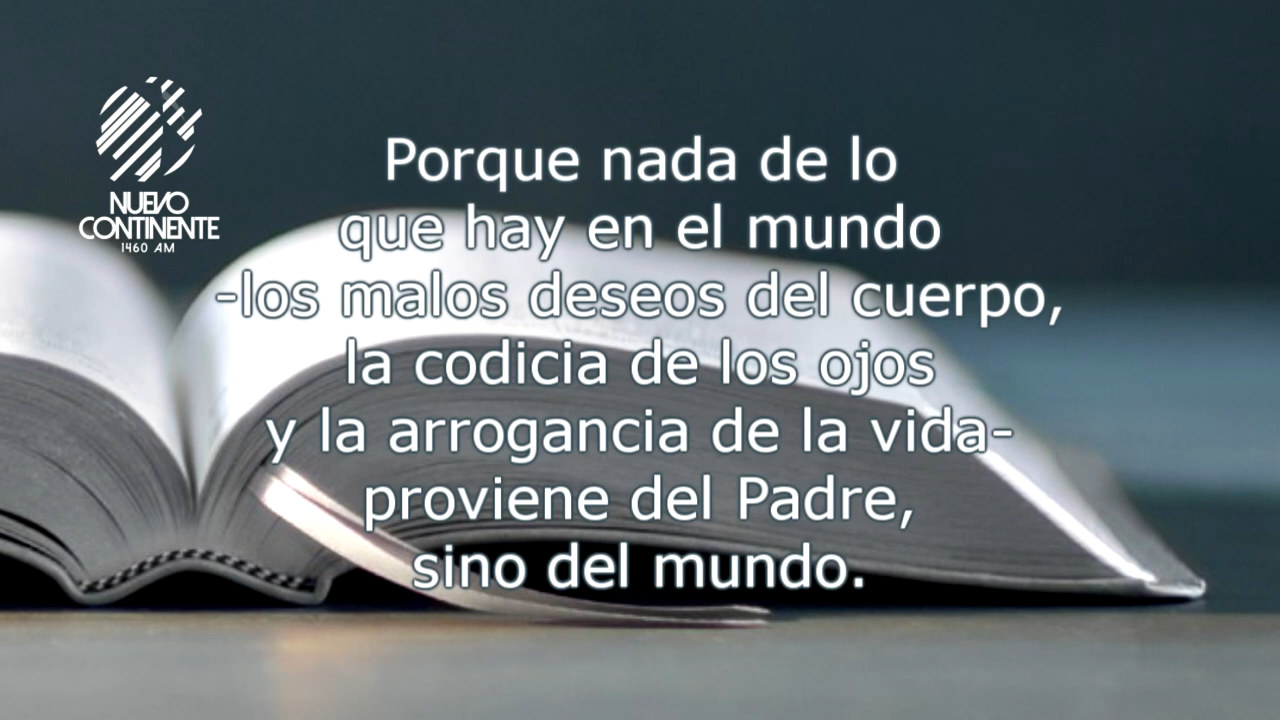 NUEVO
CONTINENTE
1460 AM
Porque nada de lo
que hay en el mundo
-los malos deseos del cuerpo,
la codicia de los ojos
y la arrogancia de la vida-
proviene del Padre,
sino del mundo.